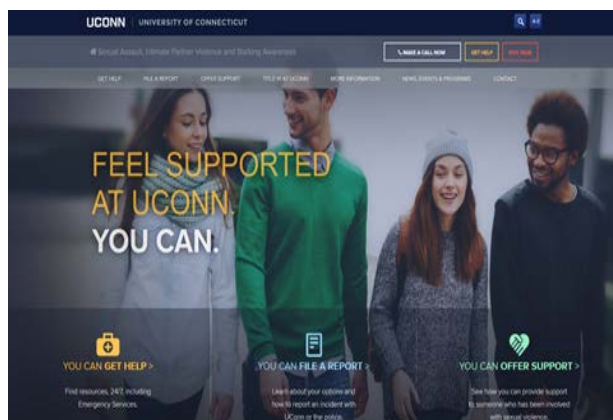 UCONN | UNIVERSITY OF CONNECTICUT
A-Z
Sexual Assault, Intimate Partner Violence and Stalking Awareness
MAKE A CALL NOW
GET HELP
GET HELP
FILE A REPORT
OFFER SUPPORT
TITLE IX AT UCONN
MORE INFORMATION
NEWS, EVENTS & PROGRAMS
CONTACT
FEEL SUPPORTED
AT UCONN.
YOU CAN.
YOU CAN GET HELP >
Find resources, 24/7, including
Emergency Services.
YOU CAN FILE A REPORT >
Learn about your options and
how to report an incident with
UConn or the police.
YOU CAN OFFER SUPPORT >
See how you can provide support
to someone who has been involved
with sexual violence.